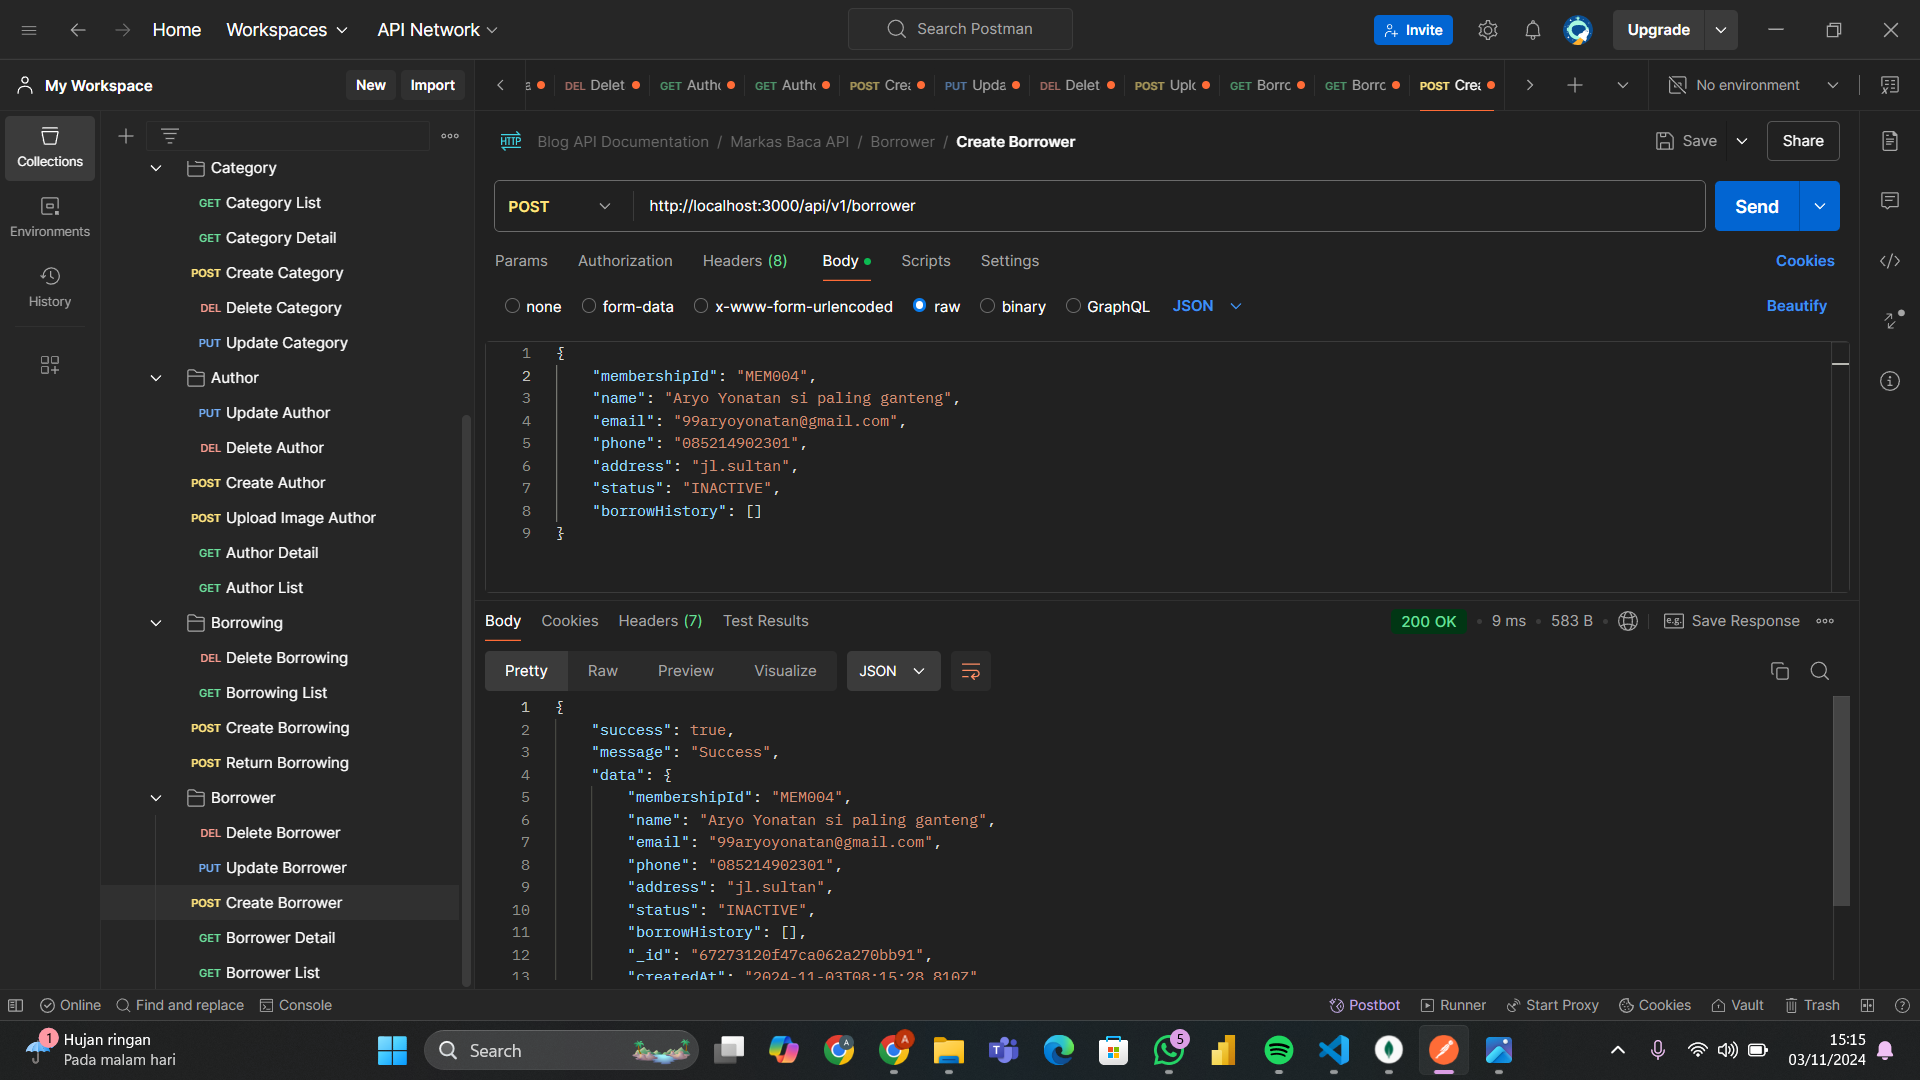 Home
Workspaces
API Network
Search Postman
Invite
Upgrade
My Workspace
New
Import
DEL Delet
GET Autho
GET Autho
POST Crea
PUT Upda
DEL Delet
POST Uplo
GET Borro
GET Borro
POST Crea
No environment
Collections
Environments
History
Category
GET Category List
GET Category Detail
POST Create Category
DEL Delete Category
PUT Update Category
Author
PUT Update Author
DEL Delete Author
POST Create Author
POST Upload Image Author
GET Author Detail
GET Author List
Borrowing
DEL Delete Borrowing
GET Borrowing List
POST Create Borrowing
POST Return Borrowing
Borrower
DEL Delete Borrower
PUT Update Borrower
POST Create Borrower
GET Borrower Detail
GET Borrower List
HTTP Blog API Documentation / Markas Baca API / Borrower / Create Borrower
Save
Share
POST
http://localhost:3000/api/v1/borrower
Send
Params
Authorization
Headers (8)
Body
Scripts
Settings
Cookies
none
form-data
x-www-form-urlencoded
raw
binary
GraphQL
JSON
Beautify
1 {
2 "membershipId": "MEM004",
3 "name": "Aryo Yonatan si paling ganteng",
4 "email": "99aryoyonatan@gmail.com",
5 "phone": "085214902301",
6 "address": "jl.sultan",
7 "status": "INACTIVE",
8 "borrowHistory": []
9 }
Body
Cookies
Headers (7)
Test Results
200 OK
9 ms
583 B
e.g. Save Response
Pretty
Raw
Preview
Visualize
JSON
1 {
2 "success": true,
3 "message": "Success",
4 "data": {
5 "membershipId": "MEM004",
6 "name": "Aryo Yonatan si paling ganteng",
7 "email": "99aryoyonatan@gmail.com",
8 "phone": "085214902301",
9 "address": "jl.sultan",
10 "status": "INACTIVE",
11 "borrowHistory": [],
12 "_id": "67273120f47ca062a270bb91",
13 "createdAt": "2024-11-03T08:15:28.810Z"
Online
Find and replace
Console
Postbot
Runner
Start Proxy
Cookies
Vault
Trash
1
Hujan ringan
Pada malam hari
Search
A
A
5
15:15
03/11/2024